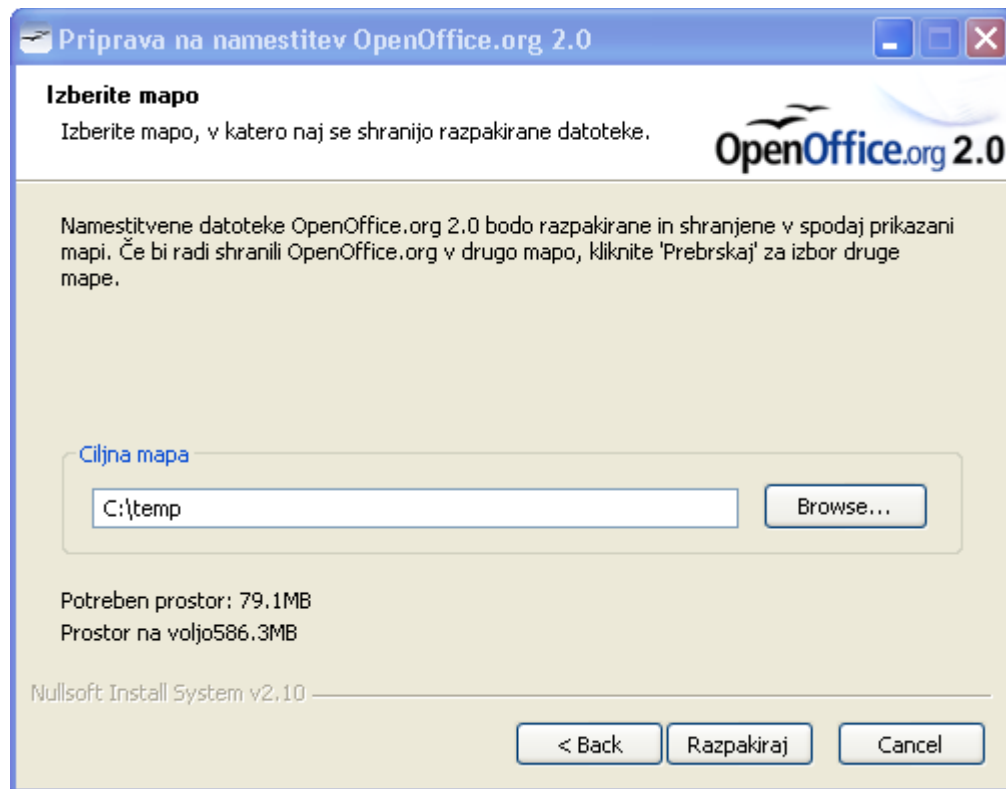 Priprava na namestitev OpenOffice.org 2.0
Izberite mapo
Izberite mapo, v katero naj se shranijo razpakirane datoteke.
OpenOffice.org 2.0
Namestitvene datoteke OpenOffice.org 2.0 bodo razpakirane in shranjene v spodaj prikazani
mapi. Če bi radi shranili OpenOffice.org v drugo mapo, kliknite 'Prebrskaj' za izbor druge
mape.
Ciljna mapa
C:\temp
Browse...
Potreben prostor: 79.1MB
Prostor na voljo586.3MB
Nullsoft Install System v2.10
< Back
Razpakiraj
Cancel